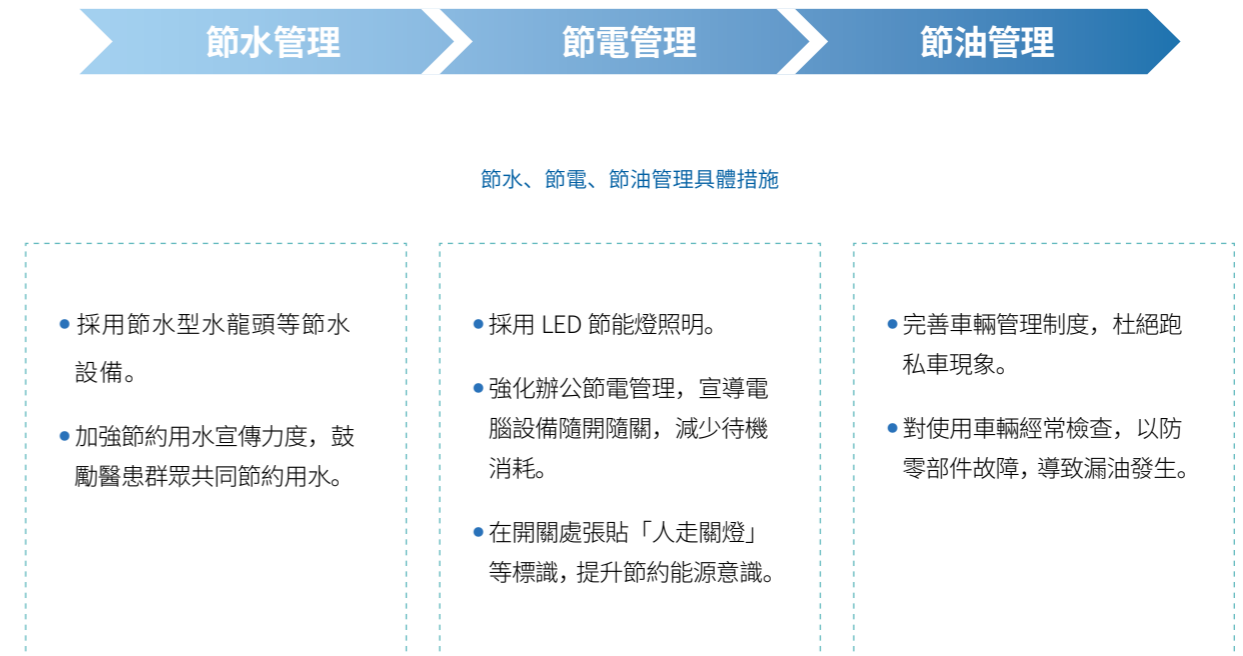 節水管理
節電管理
節油管理
節水、節電、節油管理具體措施
•採用節水型水龍頭等節水
設備。
•加強節約用水宣傳力度，鼓
勵醫患群眾共同節約用水。
•採用 LED 節能燈照明。
•強化辦公節電管理，宣導電
腦設備隨開隨關，減少待機
消耗。
•在開關處張貼「人走關燈」
等標識，提升節約能源意識。
•完善車輛管理制度，杜絕跑
私車現象。
•對使用車輛經常檢查，以防
零部件故障，導致漏油發生。